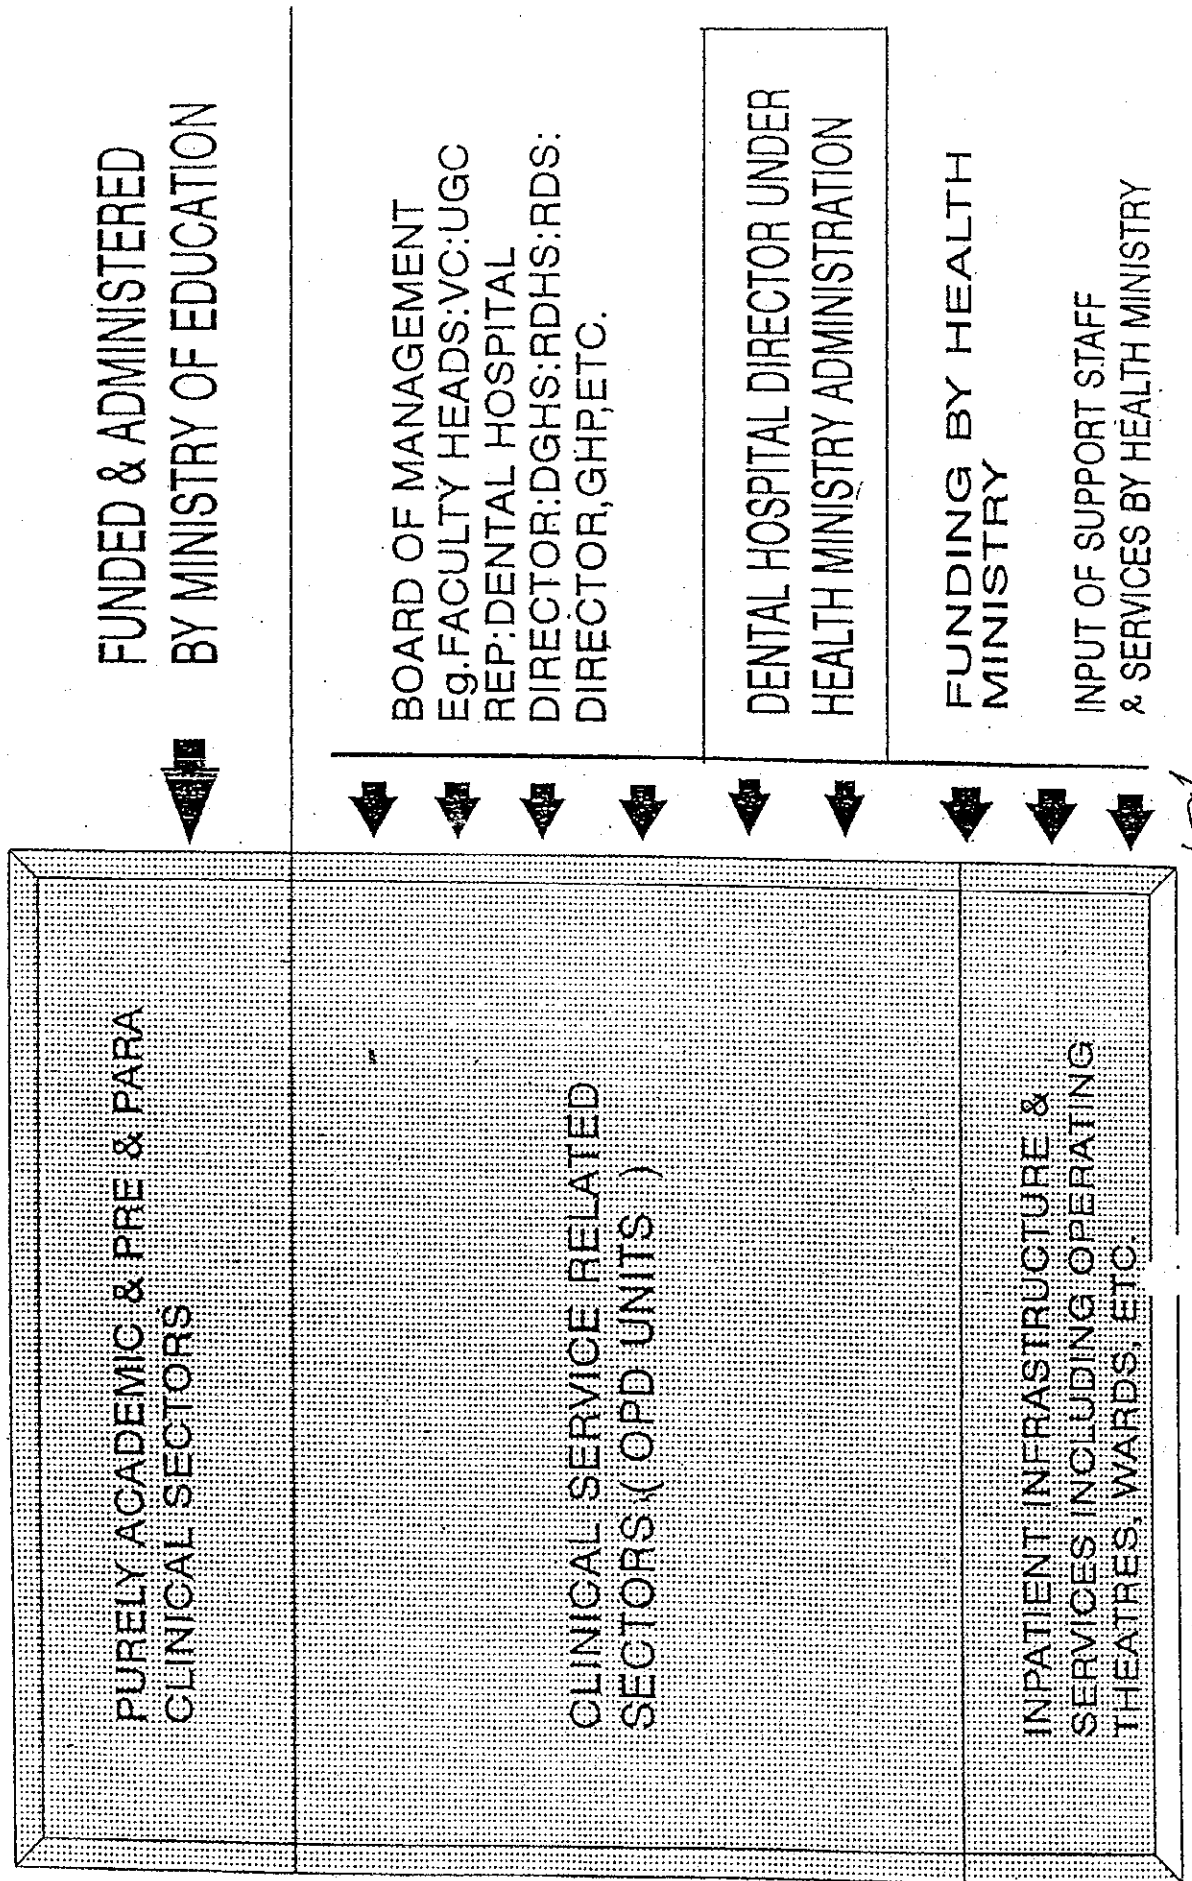 PURELY ACADEMIC & PRE & PARA
CLINICAL SECTORS
FUNDED & ADMINISTERED
BY MINISTRY OF EDUCATION
CLINICAL SERVICE RELATED
SECTORS ( OPD UNITS )
BOARD OF MANAGEMENT
Eg.FACULTY HEADS:VC:UGC
REP:DENTAL HOSPITAL
DIRECTOR:DGHS:RDHS:RDS:
DIRECTOR,GHP,ETC.
DENTAL HOSPITAL DIRECTOR UNDER
HEALTH MINISTRY ADMINISTRATION
INPATIENT INFRASTRUCTURE &
SERVICES INCLUDING OPERATING
THEATRES, WARDS, ETC.
FUNDING BY HEALTH
MINISTRY
INPUT OF SUPPORT STAFF
& SERVICES BY HEALTH MINISTRY